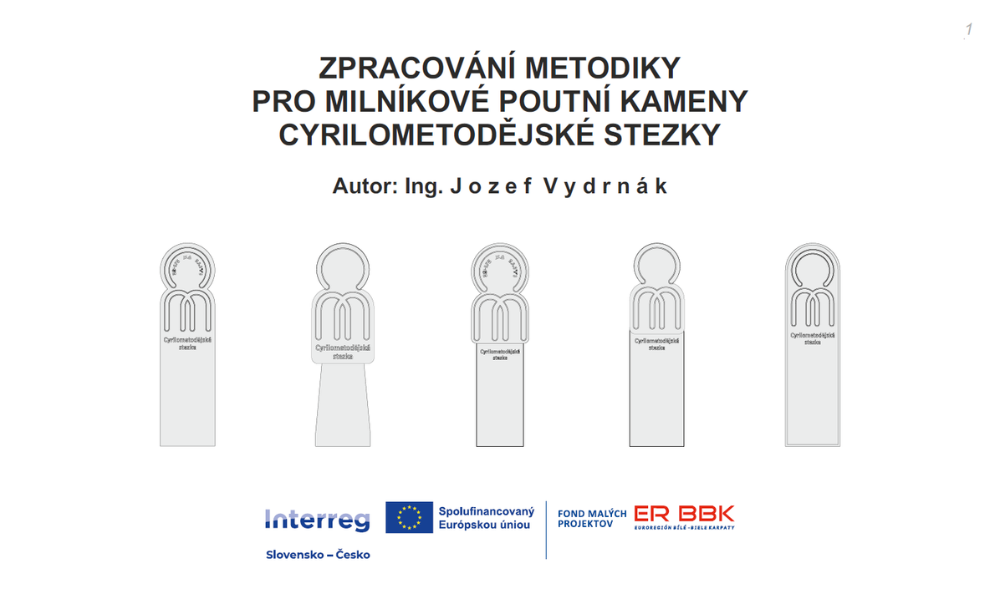 1
ZPRACOVÁNÍ METODIKY
PRO MILNÍKOVÉ POUTNÍ KAMENY
CYRILOMETODĚJSKÉ STEZKY
Autor: Ing. J o z e f V y d r n á k
Cyrilometodějská
stezka
Cyrilometodějská
stezka
Cyrilometodějská
stezka
Cyrilometodějská
stezka
Cyrilometodějská
stezka
Interreg
Slovensko – Česko
Spolufinancovaný
Európskou úniou
FOND MALÝCH
PROJEKTOV
ER BBK
EUROREGIÓN BÍLÉ - BIELE KARPATY